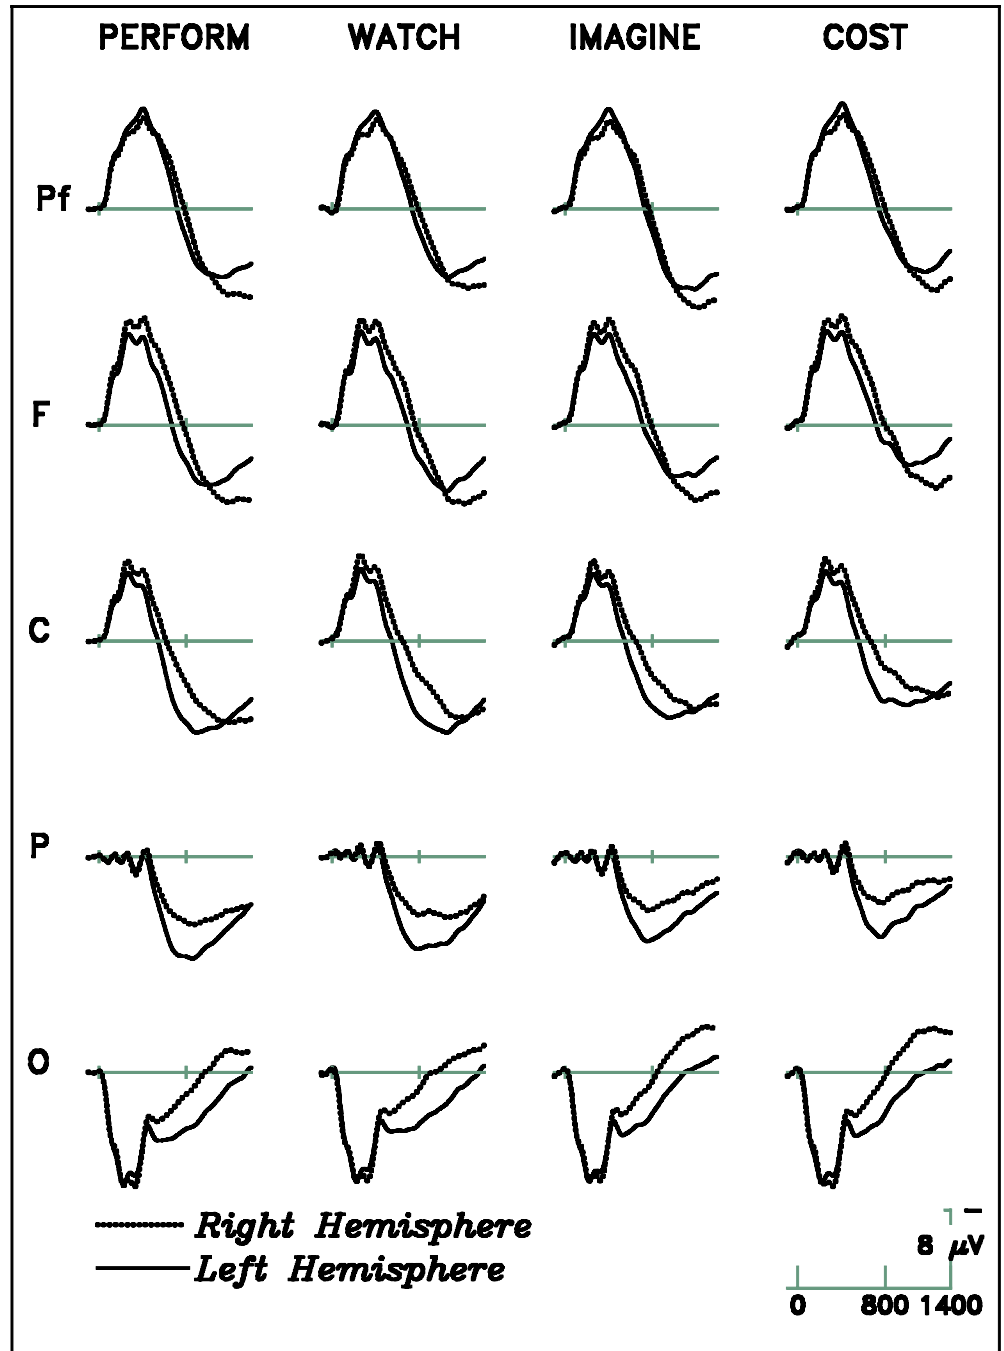 PERFORM WATCH IMAGINE COST
Pf
F
C
P
O
Right Hemisphere
Left Hemisphere
–
8 μV
0 800 1400